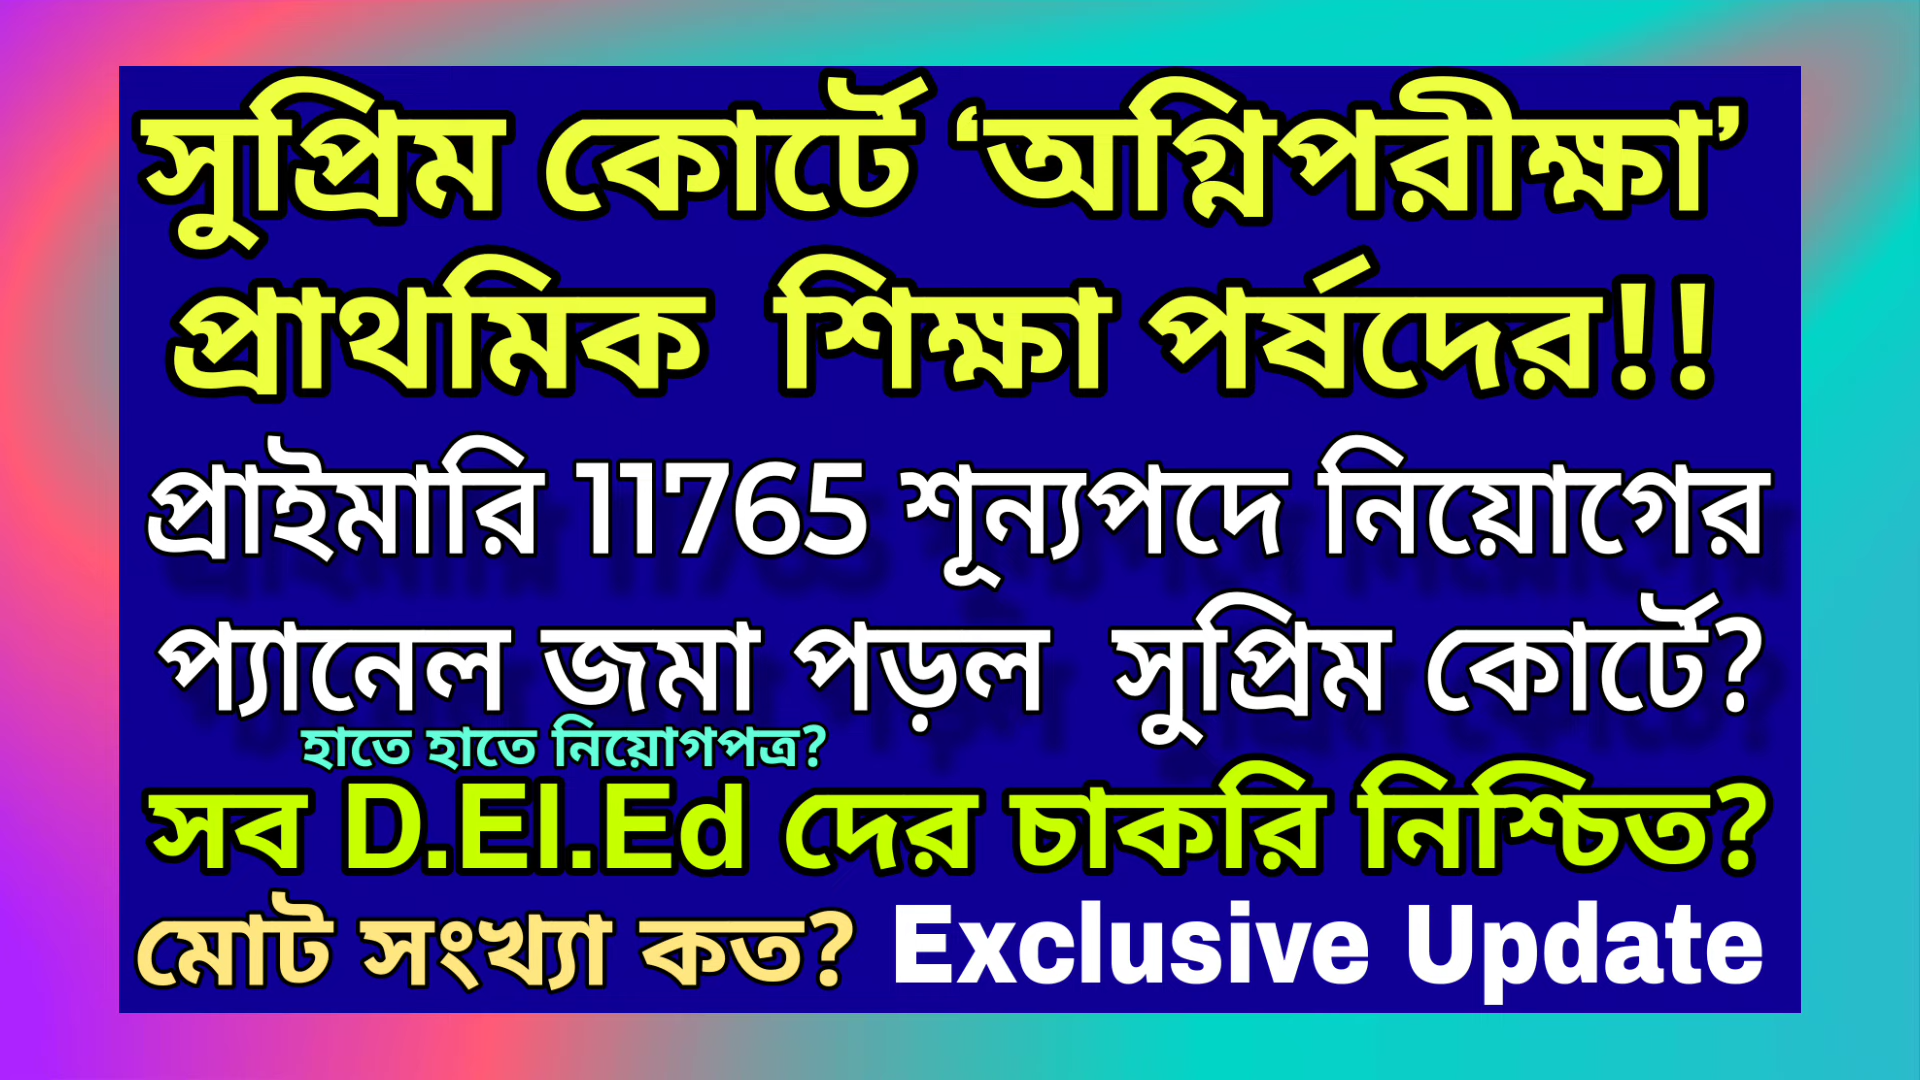 সুপ্রিম কোর্টে ‘অগ্নিপরীক্ষা’
প্রাথমিক শিক্ষা পর্ষদের!!
প্রাইমারি 11765 শূন্যপদে নিয়োগের
প্যানেল জমা পড়ল সুপ্রিম কোর্টে?
হাতে হাতে নিয়োগপত্র?
সব D.El.Ed দের চাকরি নিশ্চিত?
মোট সংখ্যা কত? Exclusive Update